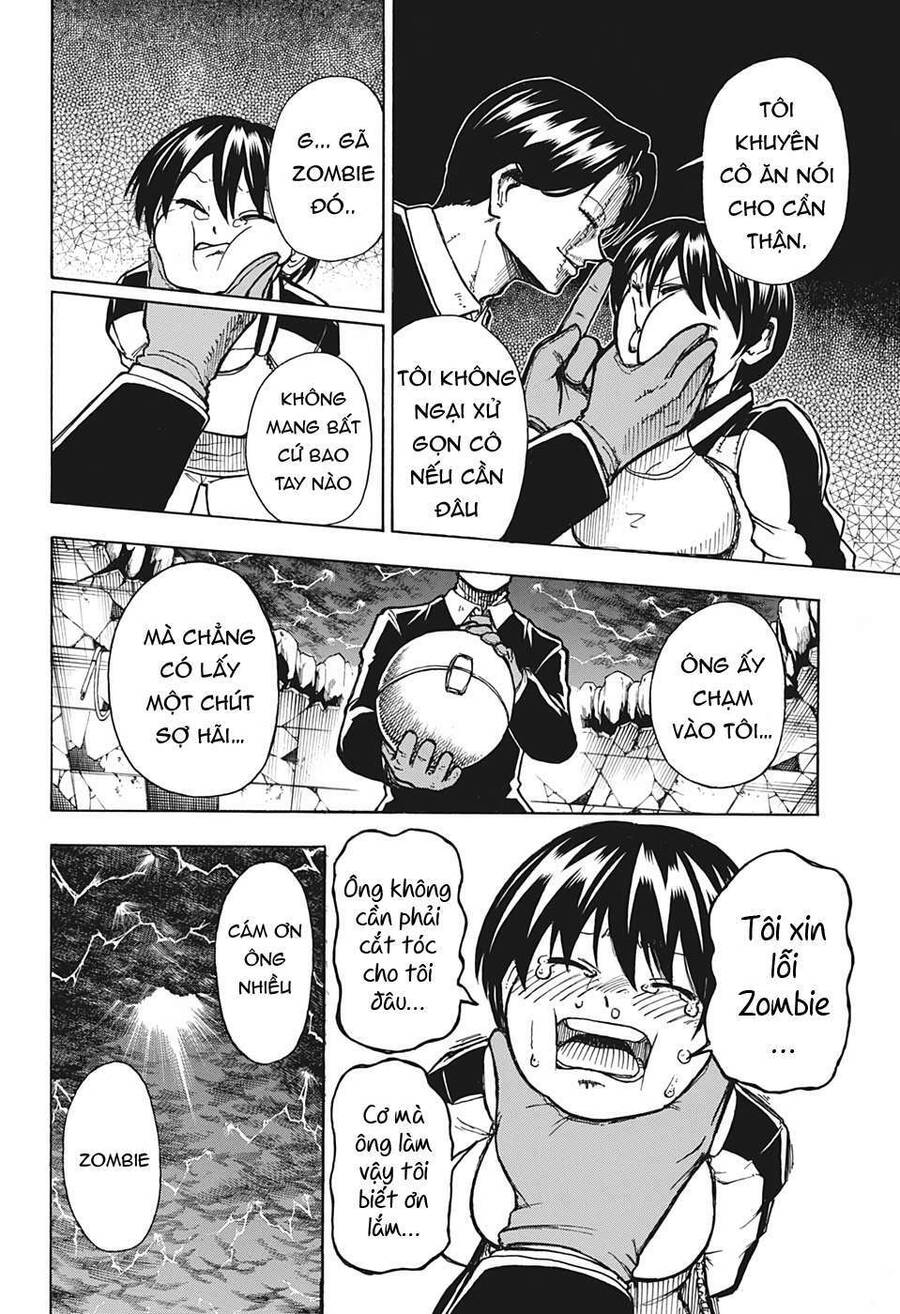 TÔI
KHUYÊN
CÔ ĂN NÓI
CHO CẨN
THẬN.
TÔI KHÔNG
NGẠI XỬ
GỌN CÔ
NẾU CẦN
ĐÂU
G... GÃ
ZOMBIE
ĐÓ..
KHÔNG
MANG BẤT
CỨ BAO
TAY NÀO
ÔNG ẤY
CHẠM
VÀO TÔI...
MÀ CHẲNG
CÓ LẤY
MỘT CHÚT
SỢ HÃI...
Tôi xin
lỗi
Zombie
...
Ông không
cần phải
cắt tóc
cho tôi
đâu...
Cơ mà
ông làm
vậy tôi
biết ơn
lắm...
CÁM ƠN
ÔNG
NHIỀU
ZOMBIE